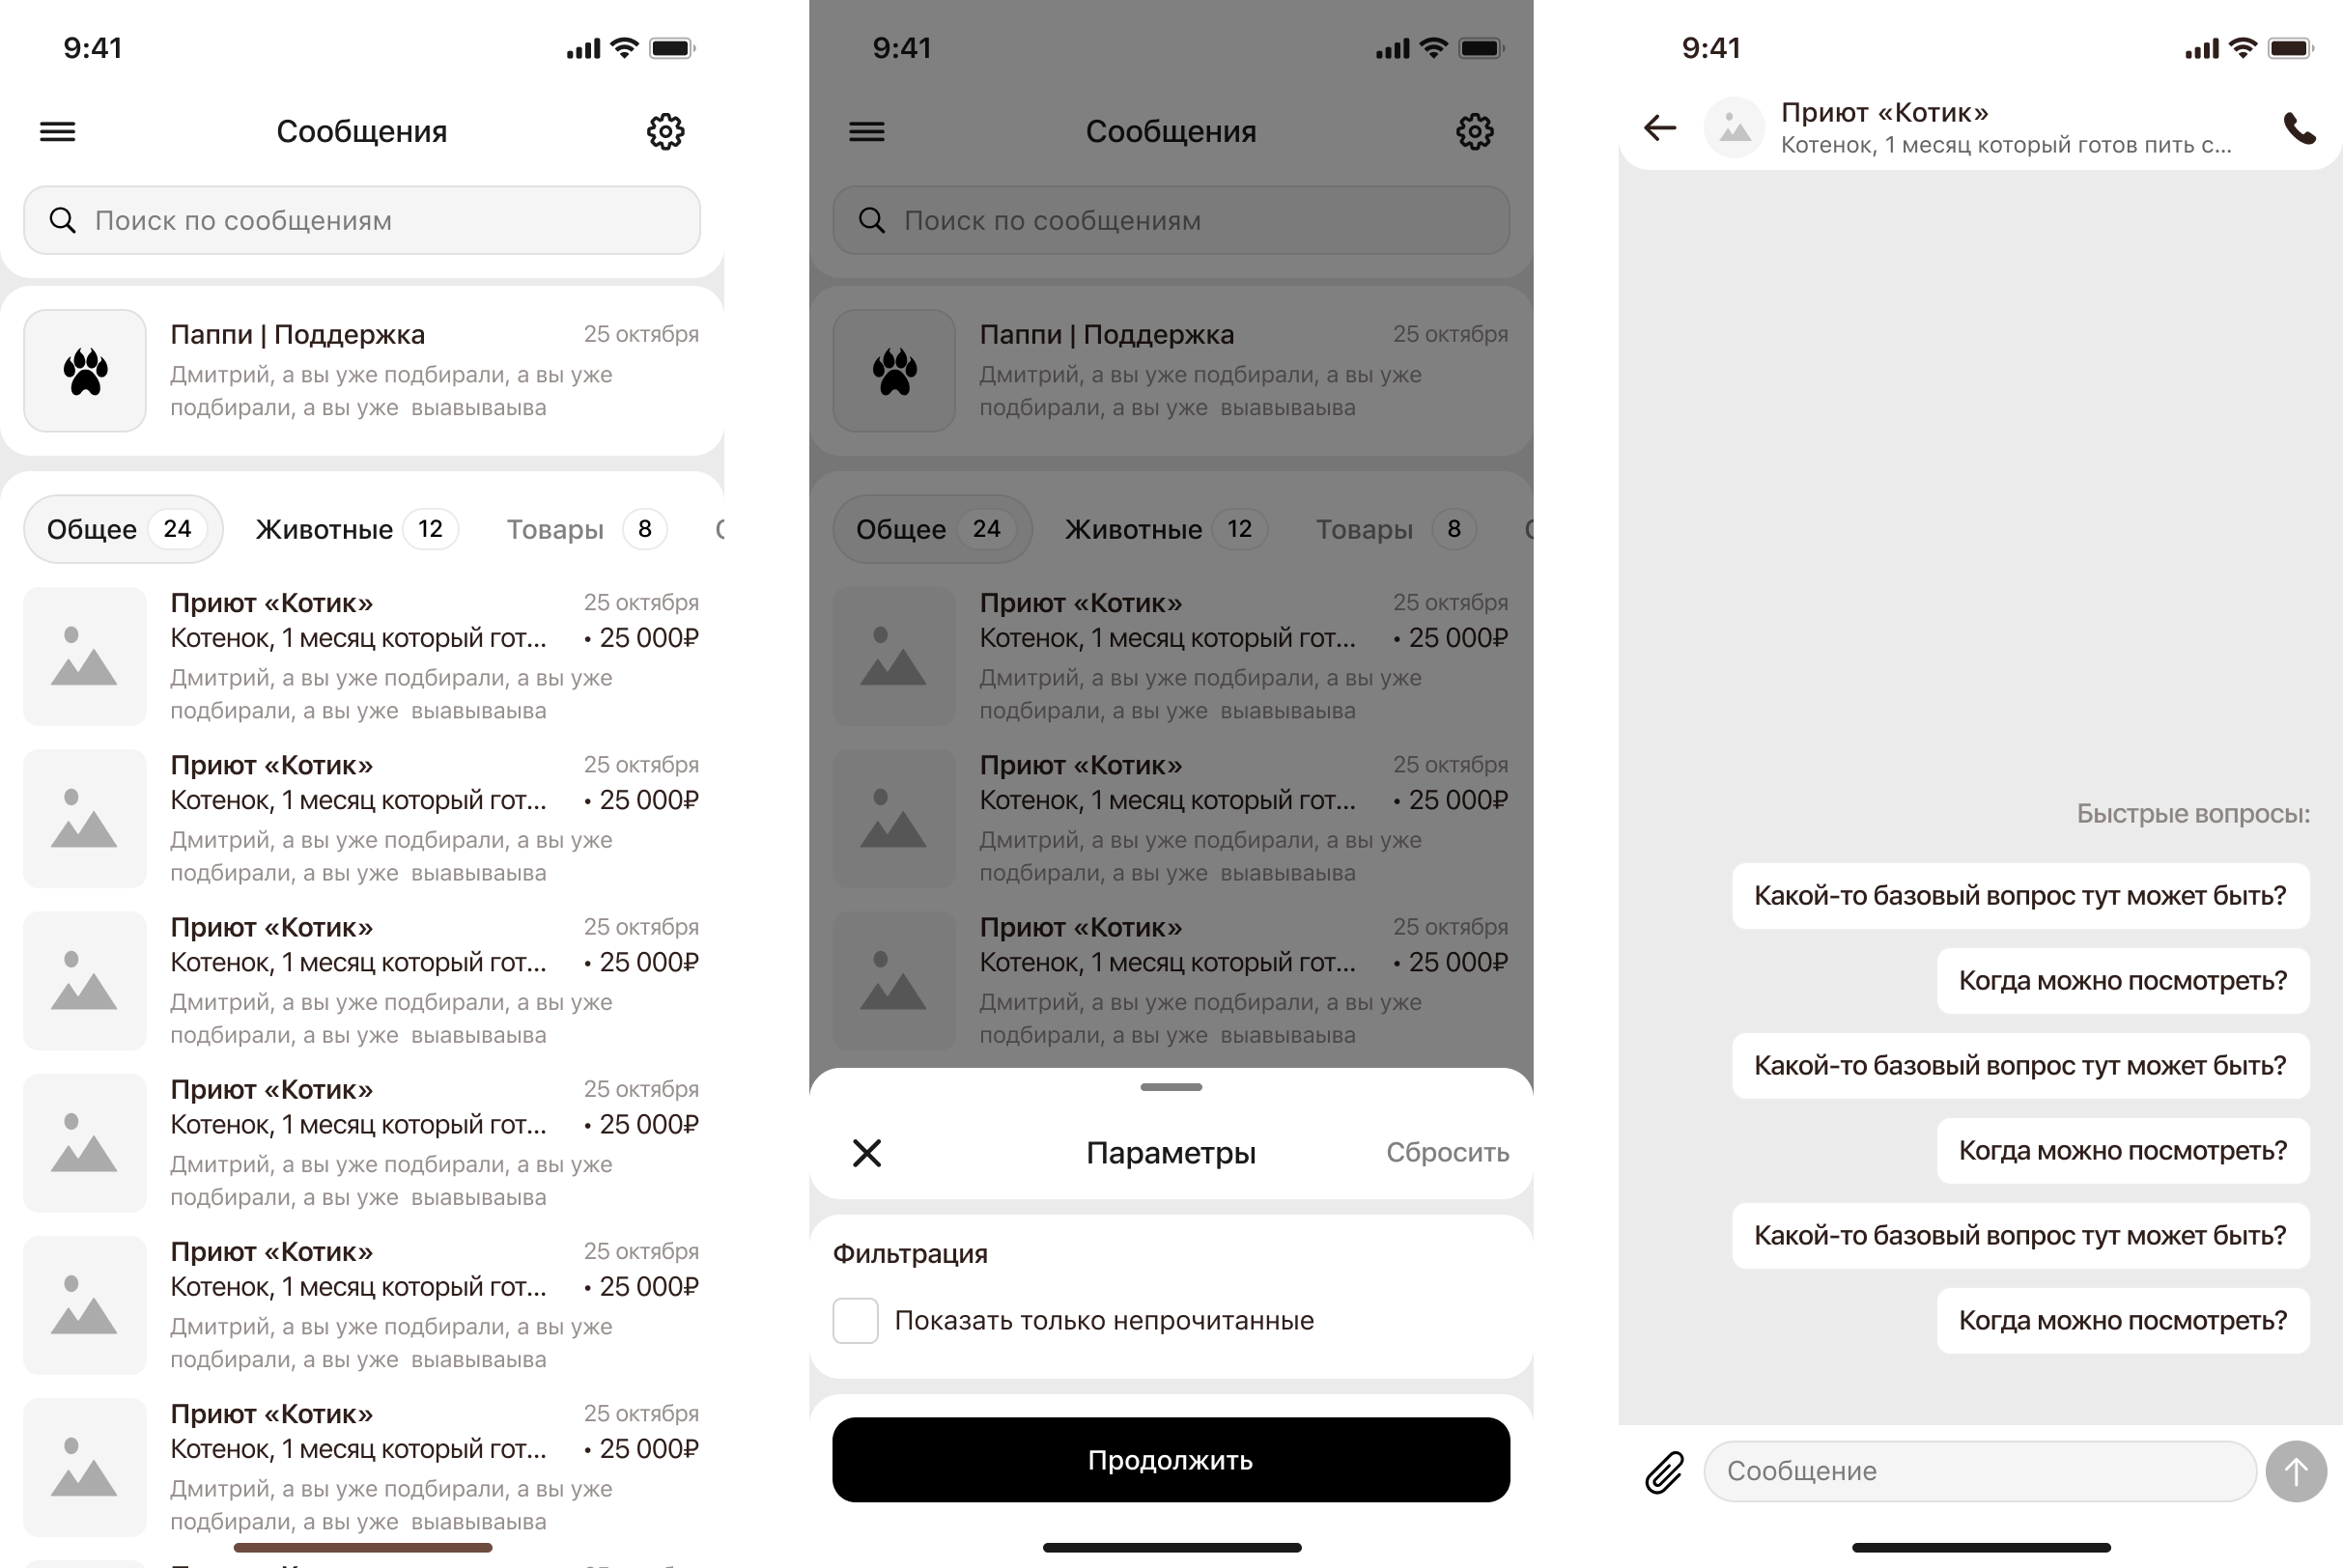 9:41
Сообщения
Поиск по сообщениям
Паппи | Поддержка 25 октября
Дмитрий, а вы уже подбирали, а вы уже
подбирали, а вы уже выавываыва
Общее 24 Животные 12 Товары 8
Приют «Котик» 25 октября
Котенок, 1 месяц который гот... • 25 000₽
Дмитрий, а вы уже подбирали, а вы уже
подбирали, а вы уже выавываыва
Приют «Котик» 25 октября
Котенок, 1 месяц который гот... • 25 000₽
Дмитрий, а вы уже подбирали, а вы уже
подбирали, а вы уже выавываыва
Приют «Котик» 25 октября
Котенок, 1 месяц который гот... • 25 000₽
Дмитрий, а вы уже подбирали, а вы уже
подбирали, а вы уже выавываыва
Приют «Котик» 25 октября
Котенок, 1 месяц который гот... • 25 000₽
Дмитрий, а вы уже подбирали, а вы уже
подбирали, а вы уже выавываыва
Приют «Котик» 25 октября
Котенок, 1 месяц который гот... • 25 000₽
Дмитрий, а вы уже подбирали, а вы уже
подбирали, а вы уже выавываыва
Приют «Котик» 25 октября
Котенок, 1 месяц который гот... • 25 000₽
Дмитрий, а вы уже подбирали, а вы уже
подбирали, а вы уже выавываыва
9:41
Сообщения
Поиск по сообщениям
Паппи | Поддержка 25 октября
Дмитрий, а вы уже подбирали, а вы уже
подбирали, а вы уже выавываыва
Общее 24 Животные 12 Товары 8
Приют «Котик» 25 октября
Котенок, 1 месяц который гот... • 25 000₽
Дмитрий, а вы уже подбирали, а вы уже
подбирали, а вы уже выавываыва
Приют «Котик» 25 октября
Котенок, 1 месяц который гот... • 25 000₽
Дмитрий, а вы уже подбирали, а вы уже
подбирали, а вы уже выавываыва
Приют «Котик» 25 октября
Котенок, 1 месяц который гот... • 25 000₽
Дмитрий, а вы уже подбирали, а вы уже
подбирали, а вы уже выавываыва
Параметры Сбросить
Фильтрация
Показать только непрочитанные
Продолжить
9:41
Приют «Котик»
Котенок, 1 месяц который готов пить с...
Быстрые вопросы:
Какой-то базовый вопрос тут может быть?
Когда можно посмотреть?
Какой-то базовый вопрос тут может быть?
Когда можно посмотреть?
Какой-то базовый вопрос тут может быть?
Когда можно посмотреть?
Сообщение